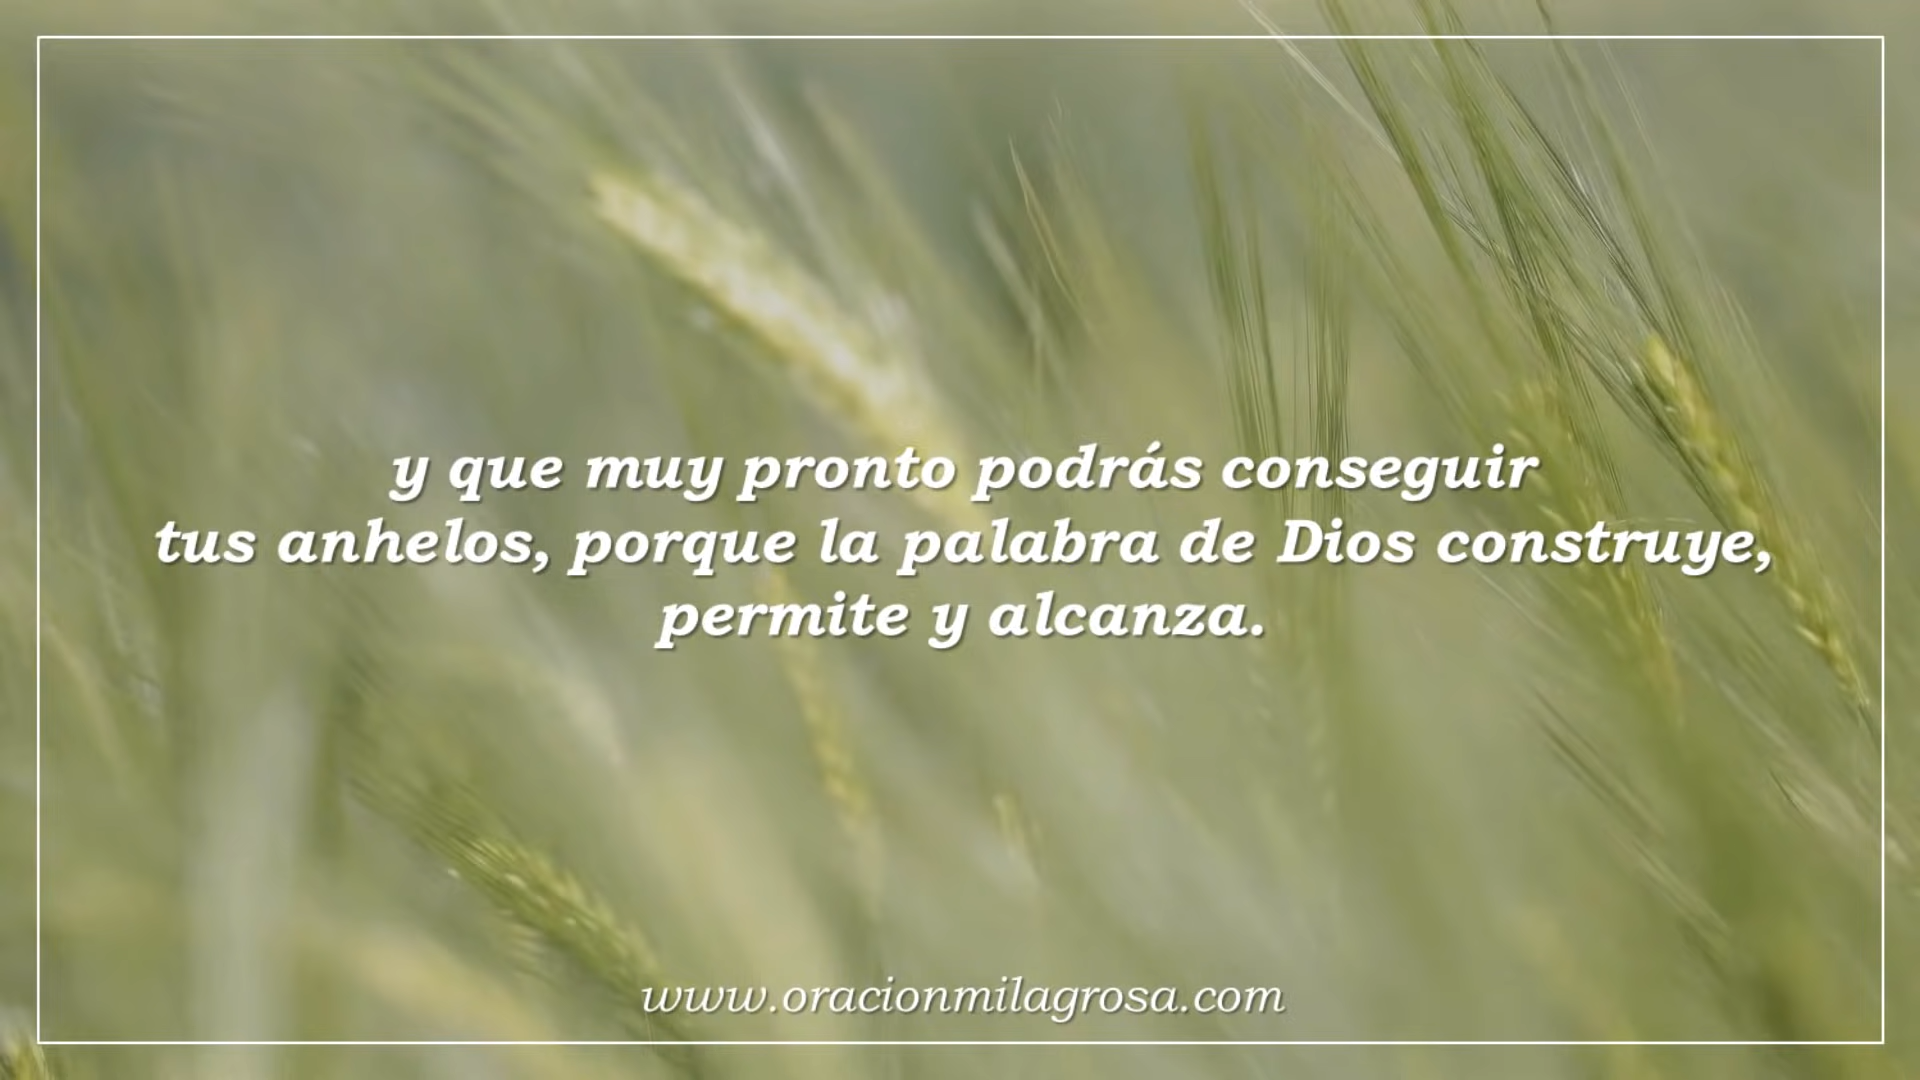 y que muy pronto podrás conseguir
tus anhelos, porque la palabra de Dios construye,
permite y alcanza.
www.oracionmilagrosa.com